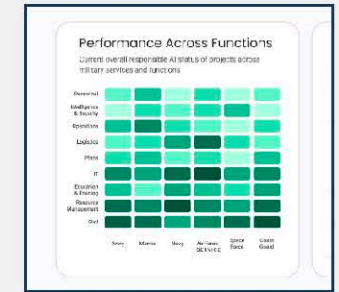 Performance Across Functions
Current overall responsible AI status of projects across
military services and functions
Personnel
Intelligence
& Security
Operations
Logistics
Plans
IT
Education
& Training
Resource
Management
Civil
Army Marine Navy Air Force Space Coast
SERVICE Force Guard